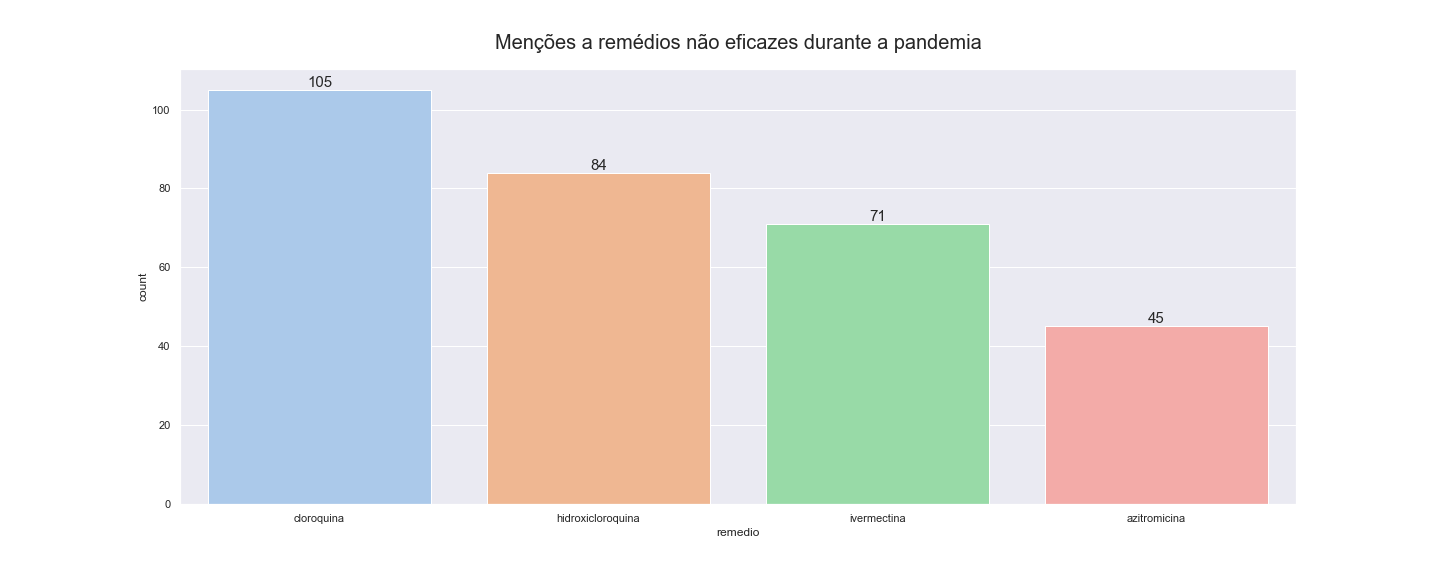 Menções a remédios não eficazes durante a pandemia
105
100
84
80
71
60
count
45
40
20
0
cloroquina
hidroxicloroquina
ivermectina
azitromicina
remedio